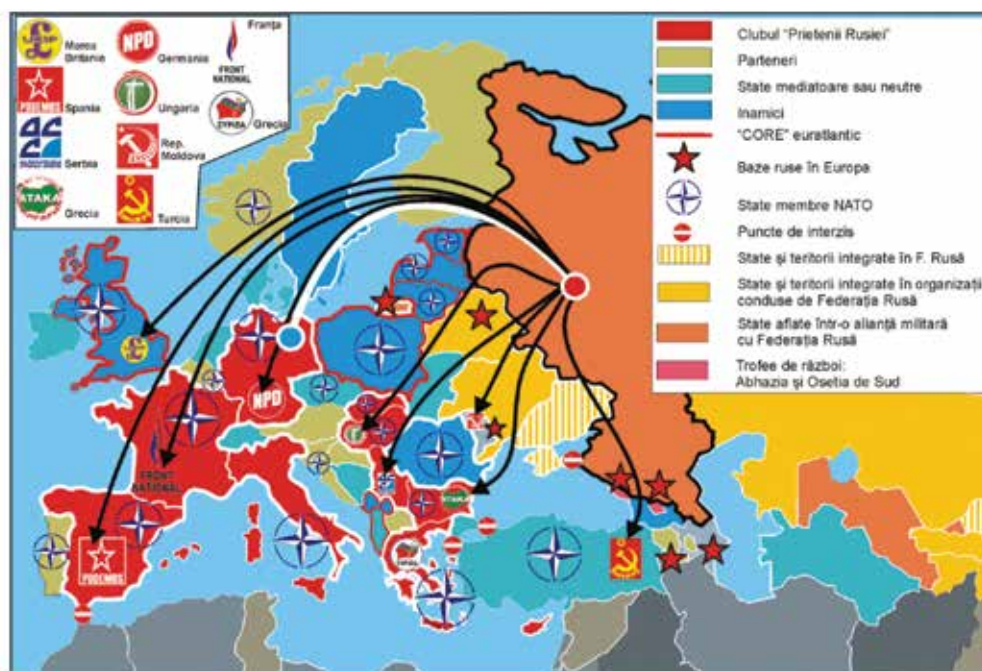 Marea
Britanie
NPD
Germania
Franța
FRONT
NATIONAL
PODEMOS
Spania
Ungaria
Grecia
Serbia
Rep.
Moldova
ATAKA
Grecia
Turcia
Clubul "Prietenii Rusiei"
Parteneri
State mediatoare sau neutre
Inamici
"CORE" euratlantic
Baze ruse în Europa
State membre NATO
Puncte de interzis
State și teritorii integrate în F. Rusă
State și teritorii integrate în organizații
conduse de Federația Rusă
State aflate într-o alianță militară
cu Federația Rusă
Trofee de război:
Abhazia și Osetia de Sud
NPD
FRONT
NATIONAL
ATAKA
PODEMOS